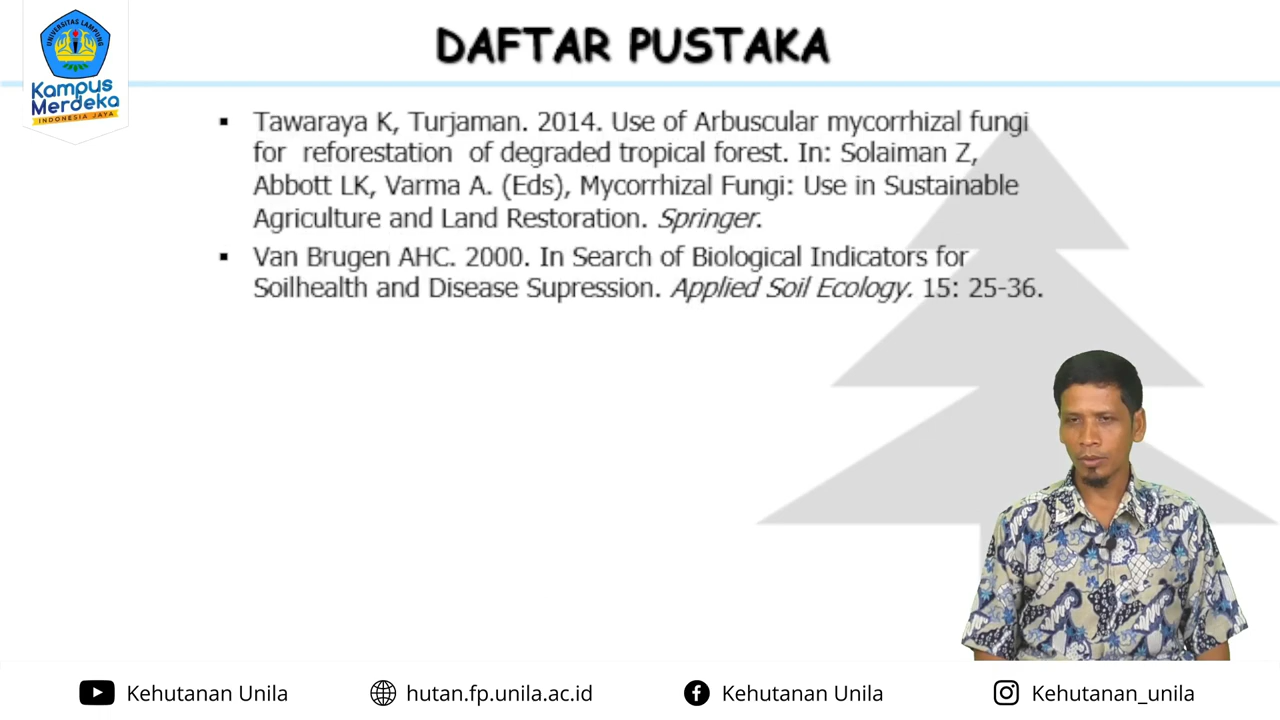 UNIVERSITAS LAMPUNG
Kampus
Merdeka
INDONESIA JAYA
DAFTAR PUSTAKA
▪ Tawaraya K, Turjaman. 2014. Use of Arbuscular mycorrhizal fungi
for reforestation of degraded tropical forest. In: Solaiman Z,
Abbott LK, Varma A. (Eds), Mycorrhizal Fungi: Use in Sustainable
Agriculture and Land Restoration. Springer.
▪ Van Brugen AHC. 2000. In Search of Biological Indicators for
Soilhealth and Disease Supression. Applied Soil Ecology. 15: 25-36.
Kehutanan Unila
hutan.fp.unila.ac.id
Kehutanan Unila
Kehutanan_unila